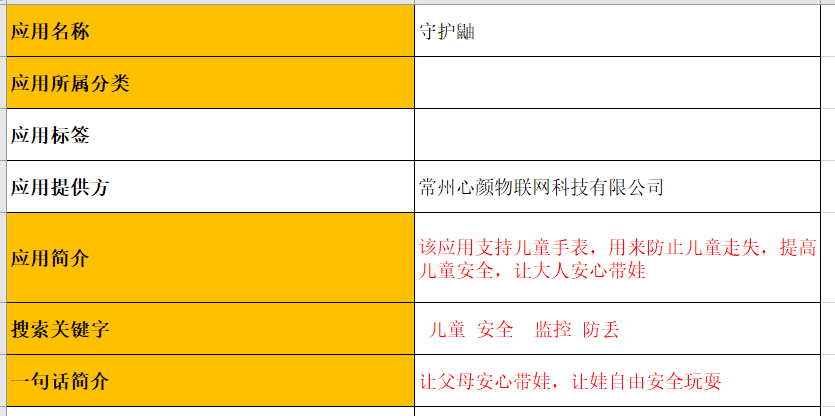 应用名称
守护鼬
应用所属分类
应用标签
应用提供方
常州心颜物联网科技有限公司
应用简介
该应用支持儿童手表，用来防止儿童走失，提高
儿童安全，让大人安心带娃
搜索关键字
儿童 安全  监控 防丢
一句话简介
让父母安心带娃，让娃自由安全玩耍